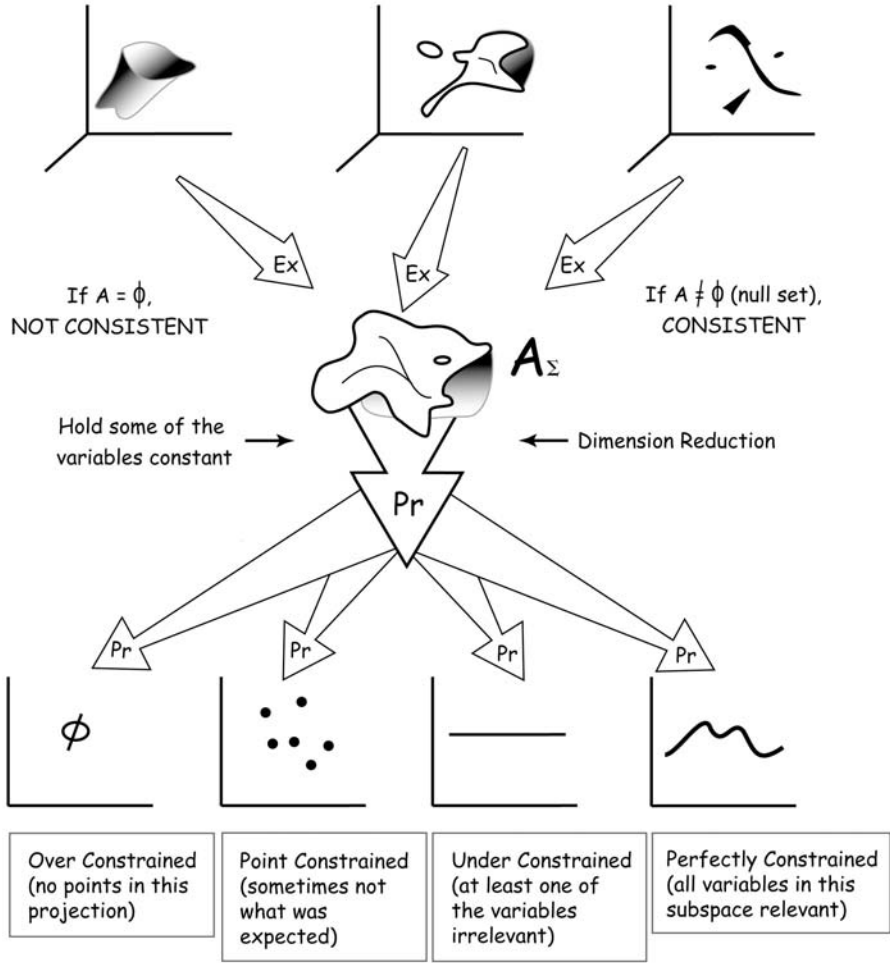 Ex
Ex
Ex
If A = ϕ,
NOT CONSISTENT
If A ≠ ϕ (null set),
CONSISTENT
A Σ
Hold some of the
variables constant
Dimension Reduction
Pr
Pr
Pr
Pr
Pr
ϕ
Over Constrained
(no points in this
projection)
Point Constrained
(sometimes not
what was
expected)
Under Constrained
(at least one of
the variables
irrelevant)
Perfectly Constrained
(all variables in this
subspace relevant)